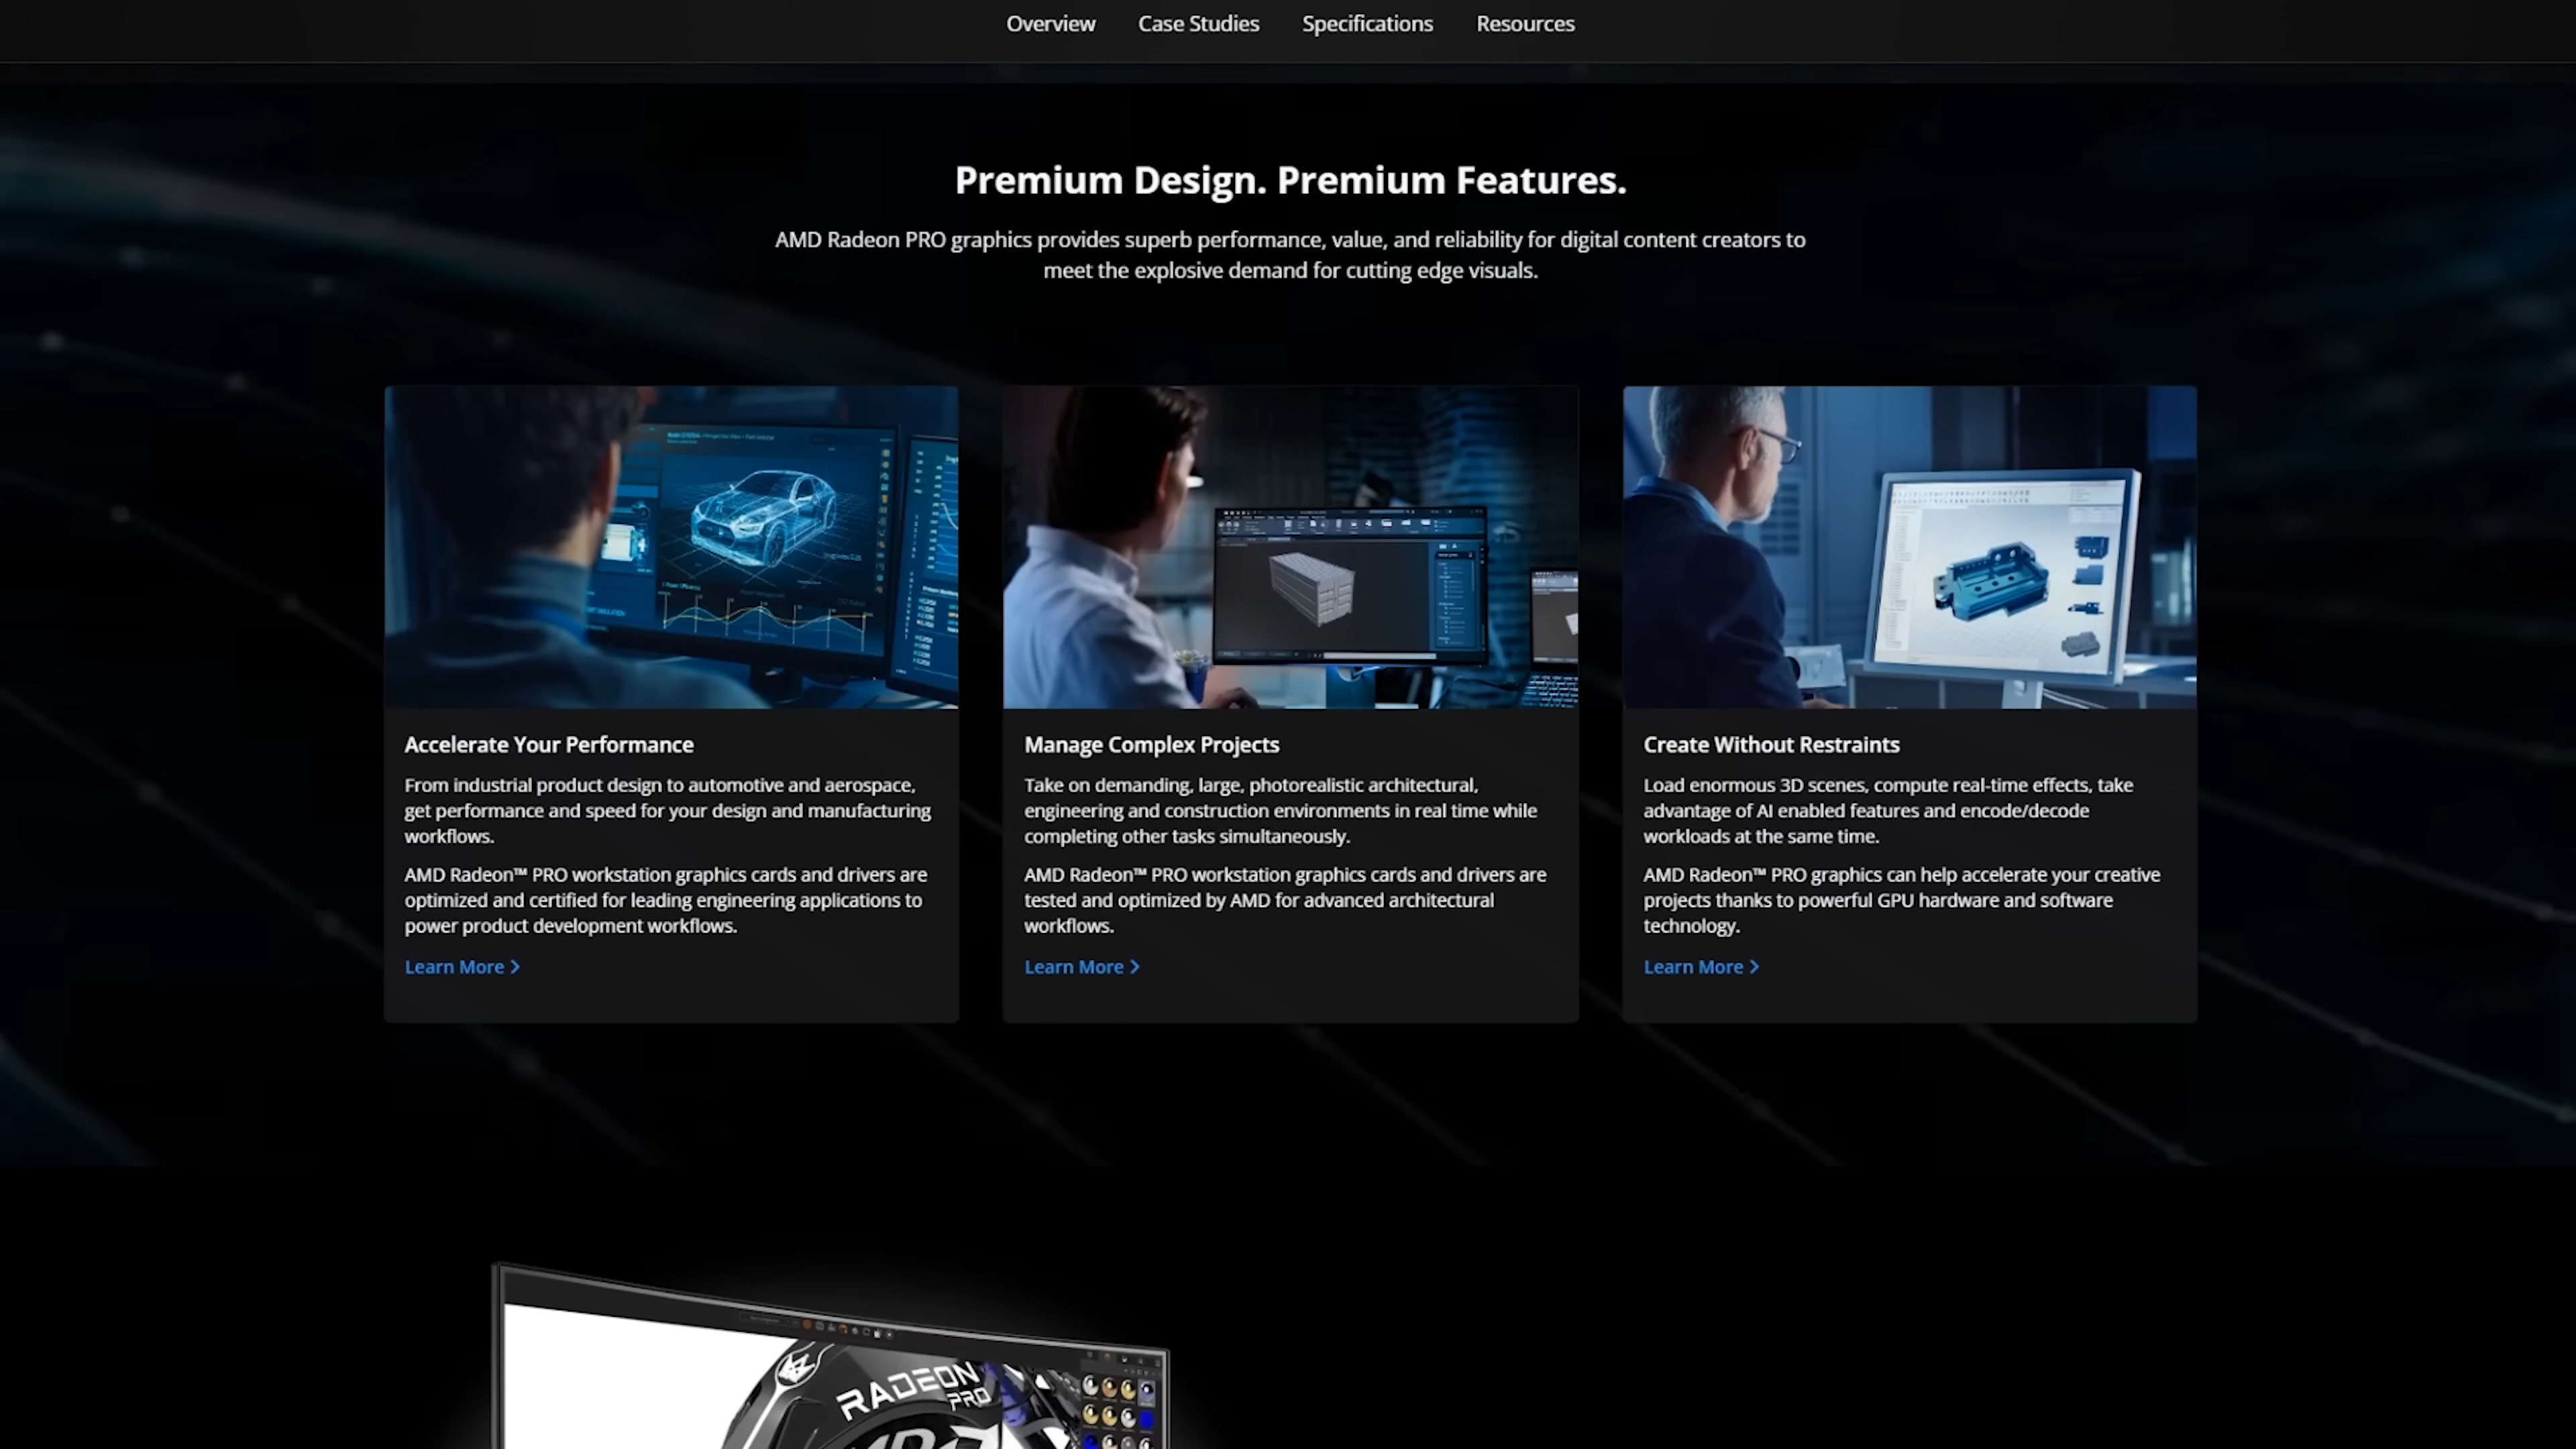 Overview Case Studies Specifications Resources
Premium Design. Premium Features.
AMD Radeon PRO graphics provides superb performance, value, and reliability for digital content creators to
meet the explosive demand for cutting edge visuals.
Accelerate Your Performance
From industrial product design to automotive and aerospace,
get performance and speed for your design and manufacturing
workflows.
AMD Radeon™ PRO workstation graphics cards and drivers are
optimized and certified for leading engineering applications to
power product development workflows.
Learn More
Manage Complex Projects
Take on demanding, large, photorealistic architectural,
engineering and construction environments in real time while
completing other tasks simultaneously.
AMD Radeon™ PRO workstation graphics cards and drivers are
tested and optimized by AMD for advanced architectural
workflows.
Learn More
Create Without Restraints
Load enormous 3D scenes, compute real-time effects, take
advantage of AI enabled features and encode/decode
workloads at the same time.
AMD Radeon™ PRO graphics can help accelerate your creative
projects thanks to powerful GPU hardware and software
technology.
Learn More
RADEON
PRO